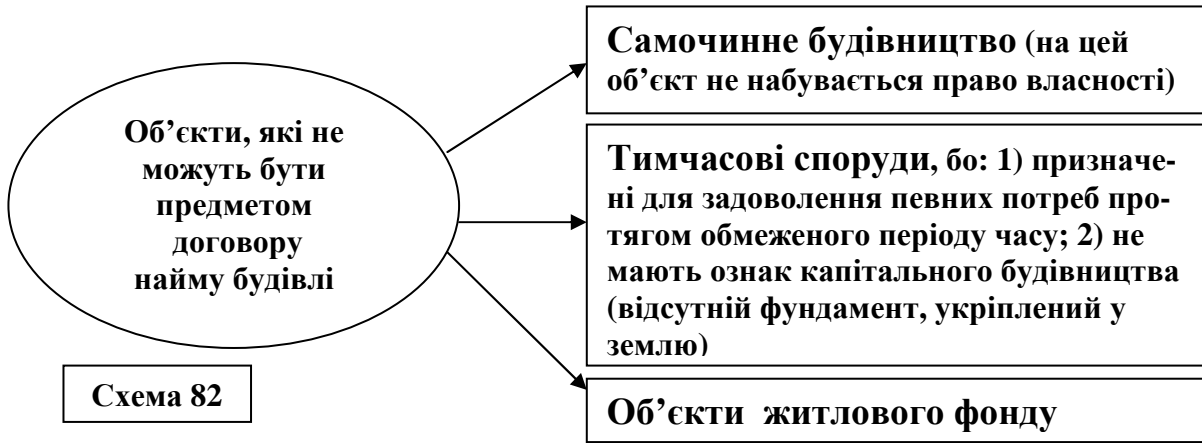 Об’єкти, які не
можуть бути
предметом
договору
найму будівлі
Самочинне будівництво (на цей
об’єкт не набувається право власності)
Тимчасові споруди, бо: 1) призначе-
ні для задоволення певних потреб про-
тягом обмеженого періоду часу; 2) не
мають ознак капітального будівництва
(відсутній фундамент, укріплений у
землю)
Об’єкти житлового фонду
Схема 82